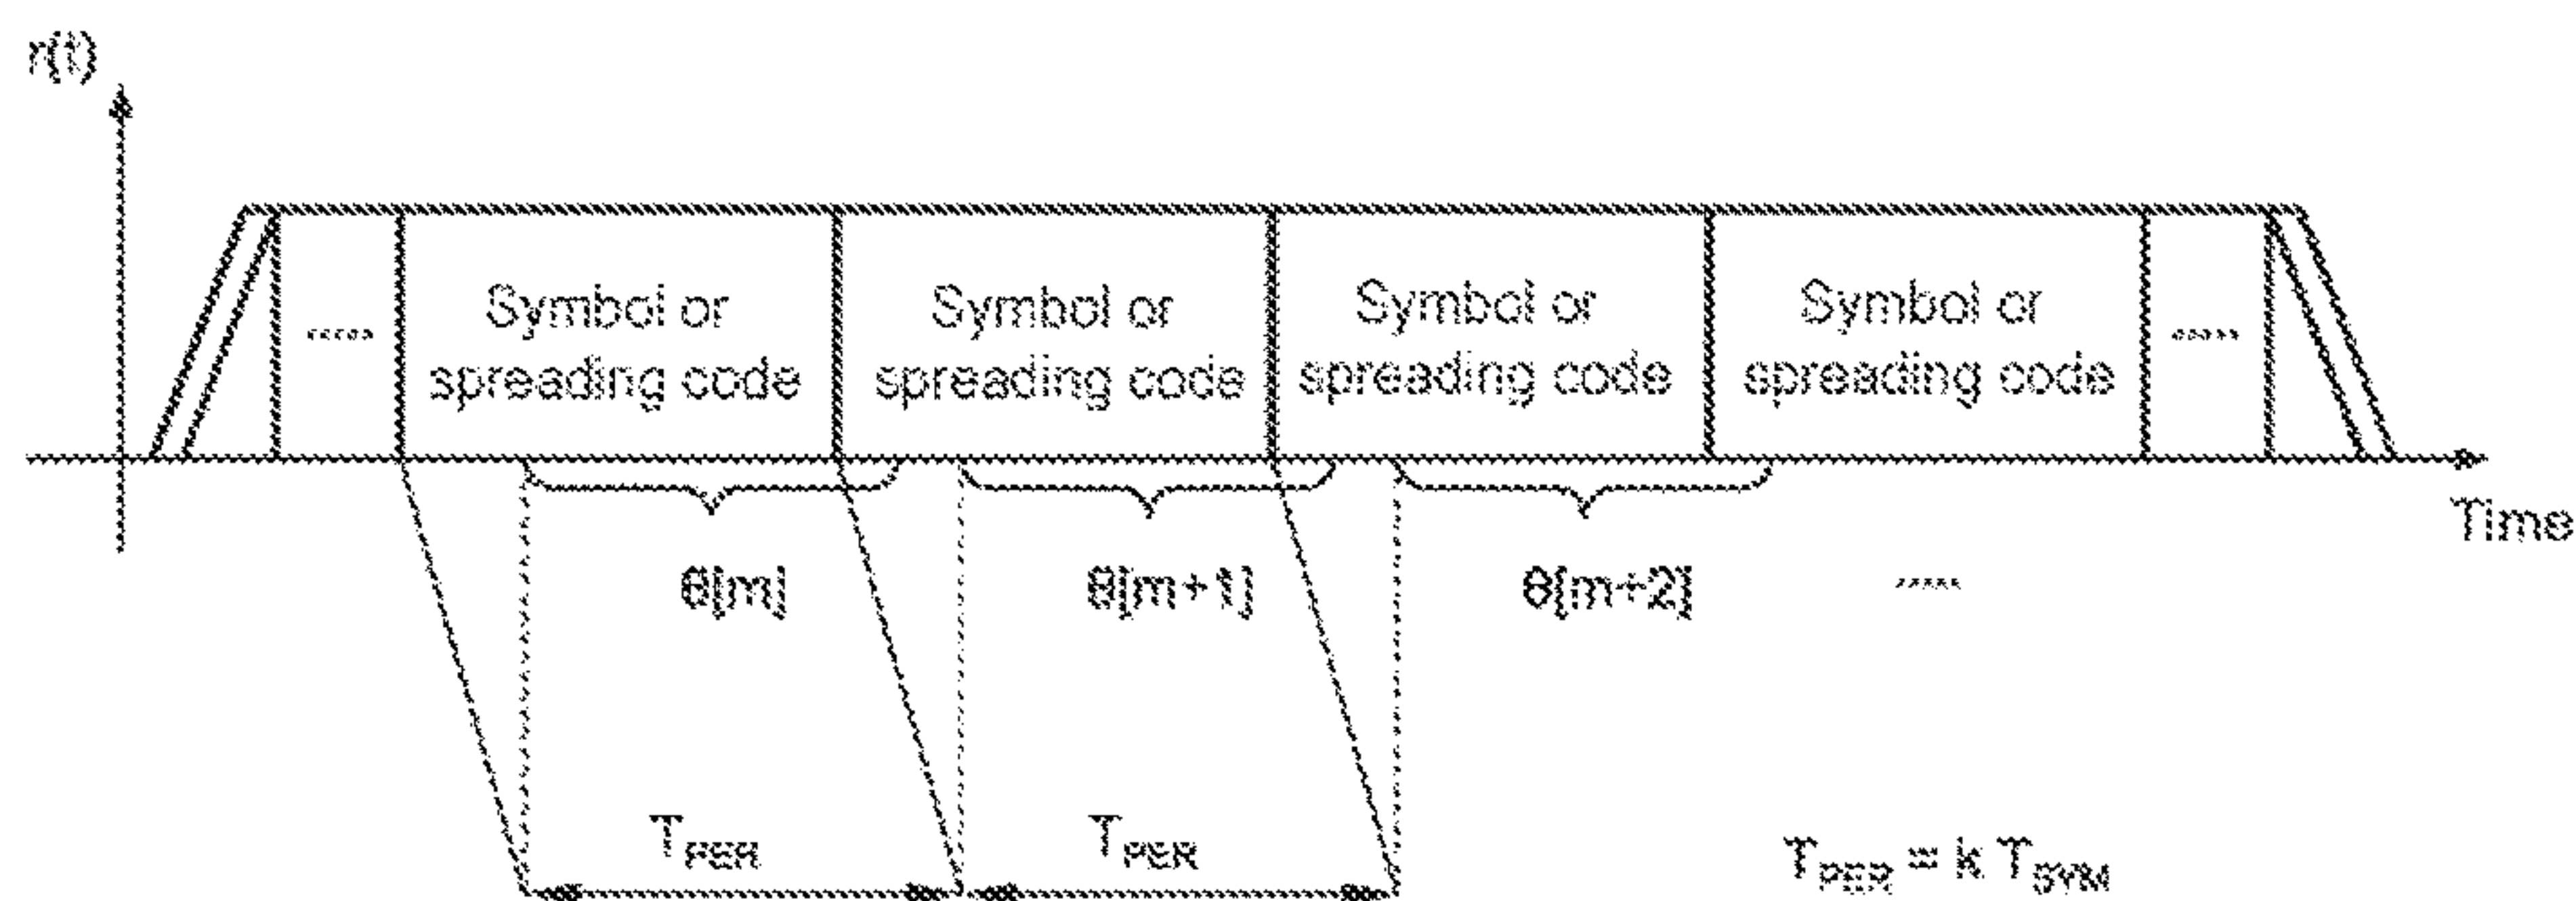 r(t)
Symbol or
spreading code
Symbol or
spreading code
Symbol or
spreading code
Symbol or
spreading code
.....
.....
Time
θ[m]
θ[m+1]
θ[m+2]
.....
T_PER
T_PER
T_PER = k T_SYM